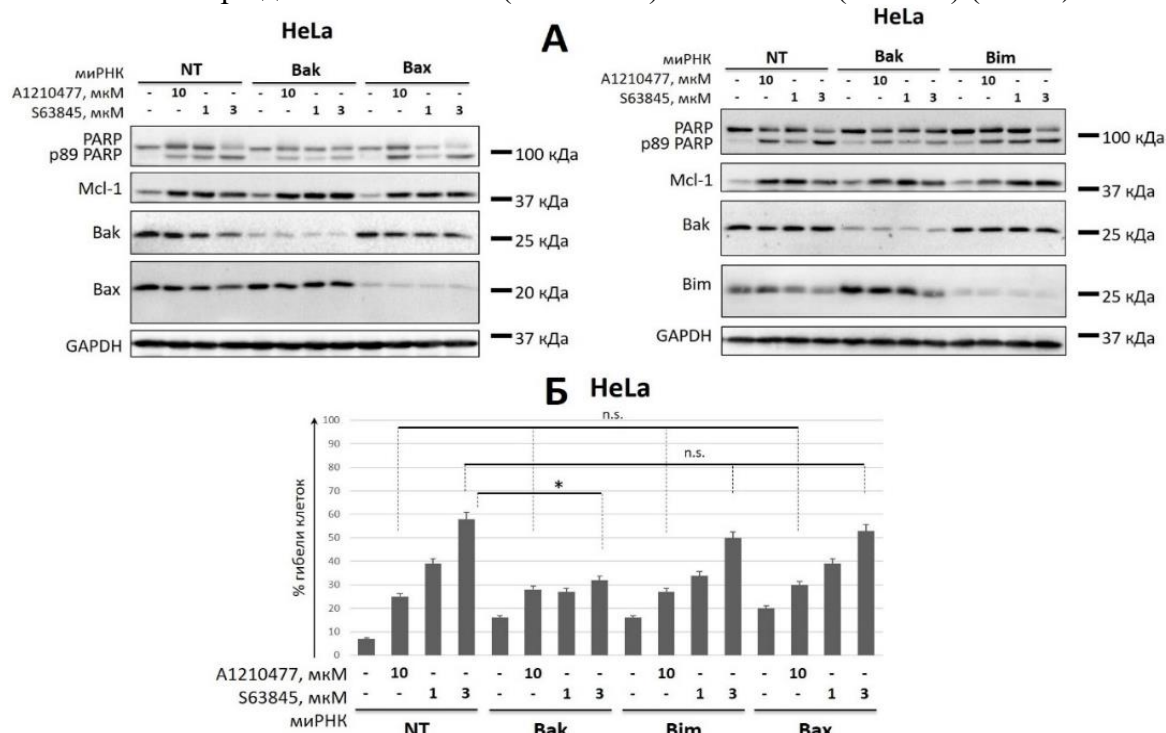 HeLa
А
миРНК NT Bak Bax
A1210477, мкМ - 10 - - - 10 - - - 10 - -
S63845, мкМ - - 1 3 - - 1 3 - - 1 3
PARP
p89 PARP
100 кДа
Mcl-1
37 кДа
Bak
25 кДа
Bax
20 кДа
GAPDH
37 кДа
HeLa
миРНК NT Bak Bim
A1210477, мкМ - 10 - - - 10 - - - 10 - -
S63845, мкМ - - 1 3 - - 1 3 - - 1 3
PARP
p89 PARP
100 кДа
Mcl-1
37 кДа
Bak
25 кДа
Bim
25 кДа
GAPDH
37 кДа
Б HeLa
n.s.
n.s.
*
% гибели клеток
100
90
80
70
60
50
40
30
20
10
0
A1210477, мкМ - 10 - - - 10 - - - 10 - - - 10 - -
S63845, мкМ - - 1 3 - - 1 3 - - 1 3 - - 1 3
миРНК NT Bak Bim Bax